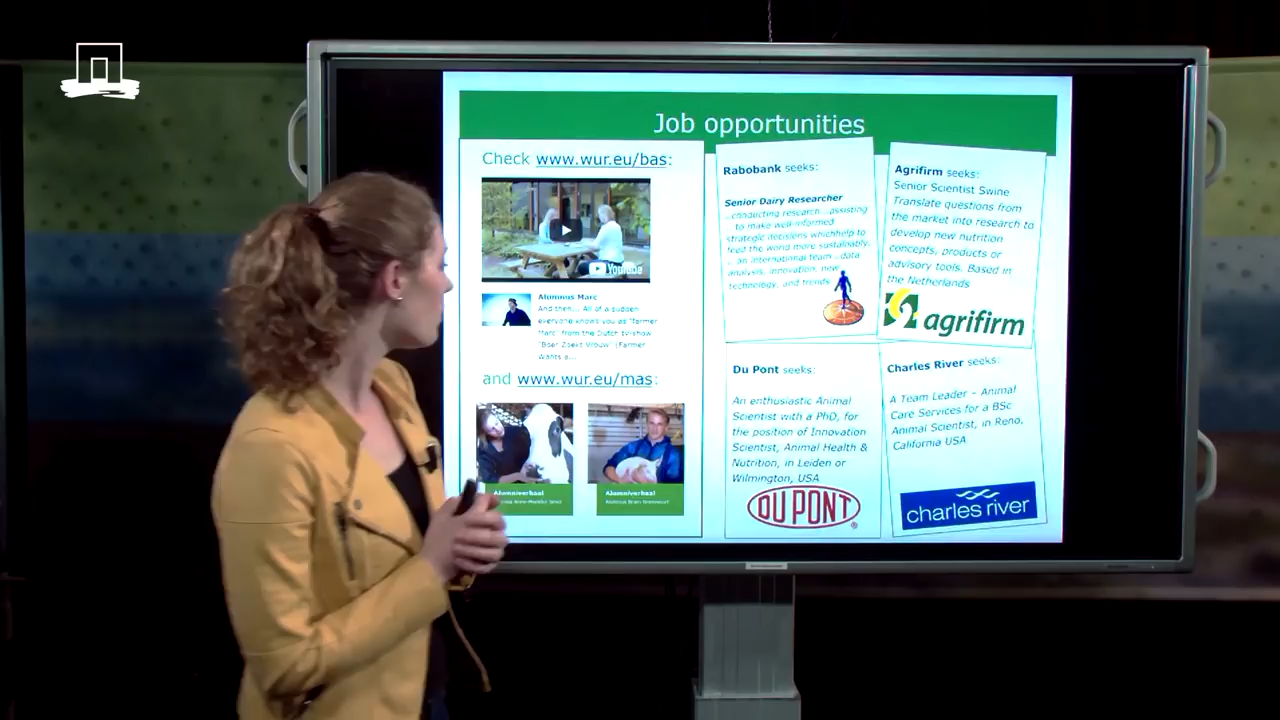 Job opportunities
Check www.wur.eu/bas:
YouTube
Alumnus Marc
And then... All of a sudden
everyone knows you as "farmer
Marc" from the Dutch tv-show
"Boer Zoekt Vrouw" (Farmer
Wants a...
and www.wur.eu/mas:
Alumniverhaal
Alumniverhaal
Rabobank seeks:
Senior Dairy Researcher
...conducting research...assisting
to make well-informed
strategic decisions whichhelp to
feed the world more sustainably.
.. an international team ..data
analysis, innovation, new
technology, and trends
Agrifirm seeks:
Senior Scientist Swine
Translate questions from
the market into research to
develop new nutrition
concepts, products or
advisory tools. Based in
the Netherlands
agrifirm
Du Pont seeks:
An enthusiastic Animal
Scientist with a PhD, for
the position of Innovation
Scientist, Animal Health &
Nutrition, in Leiden or
Wilmington, USA
DU PONT
®
Charles River seeks:
A Team Leader – Animal
Care Services for a BSc
Animal Scientist, in Reno,
California USA
charles river